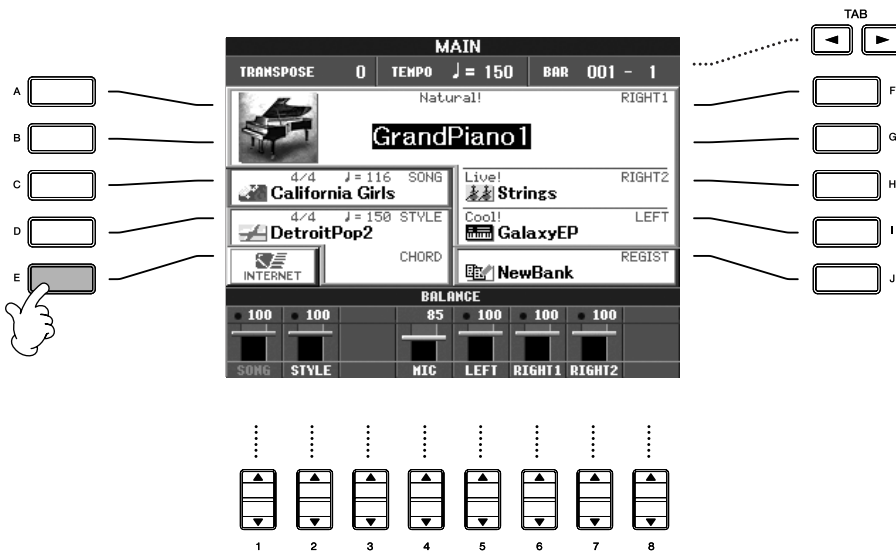 TAB
MAIN
TRANSPOSE 0 TEMPO ♩= 150 BAR 001 - 1
A
F
Natural! RIGHT1
B
G
GrandPiano1
C
H
4/4 ♩= 116 SONG
California Girls
Live! RIGHT2
Strings
D
I
4/4 ♩= 150 STYLE
DetroitPop2
Cool! LEFT
GalaxyEP
E
J
INTERNET
CHORD
REGIST
NewBank
BALANCE
100 100 85 100 100 100
SONG STYLE MIC LEFT RIGHT1 RIGHT2
1 2 3 4 5 6 7 8